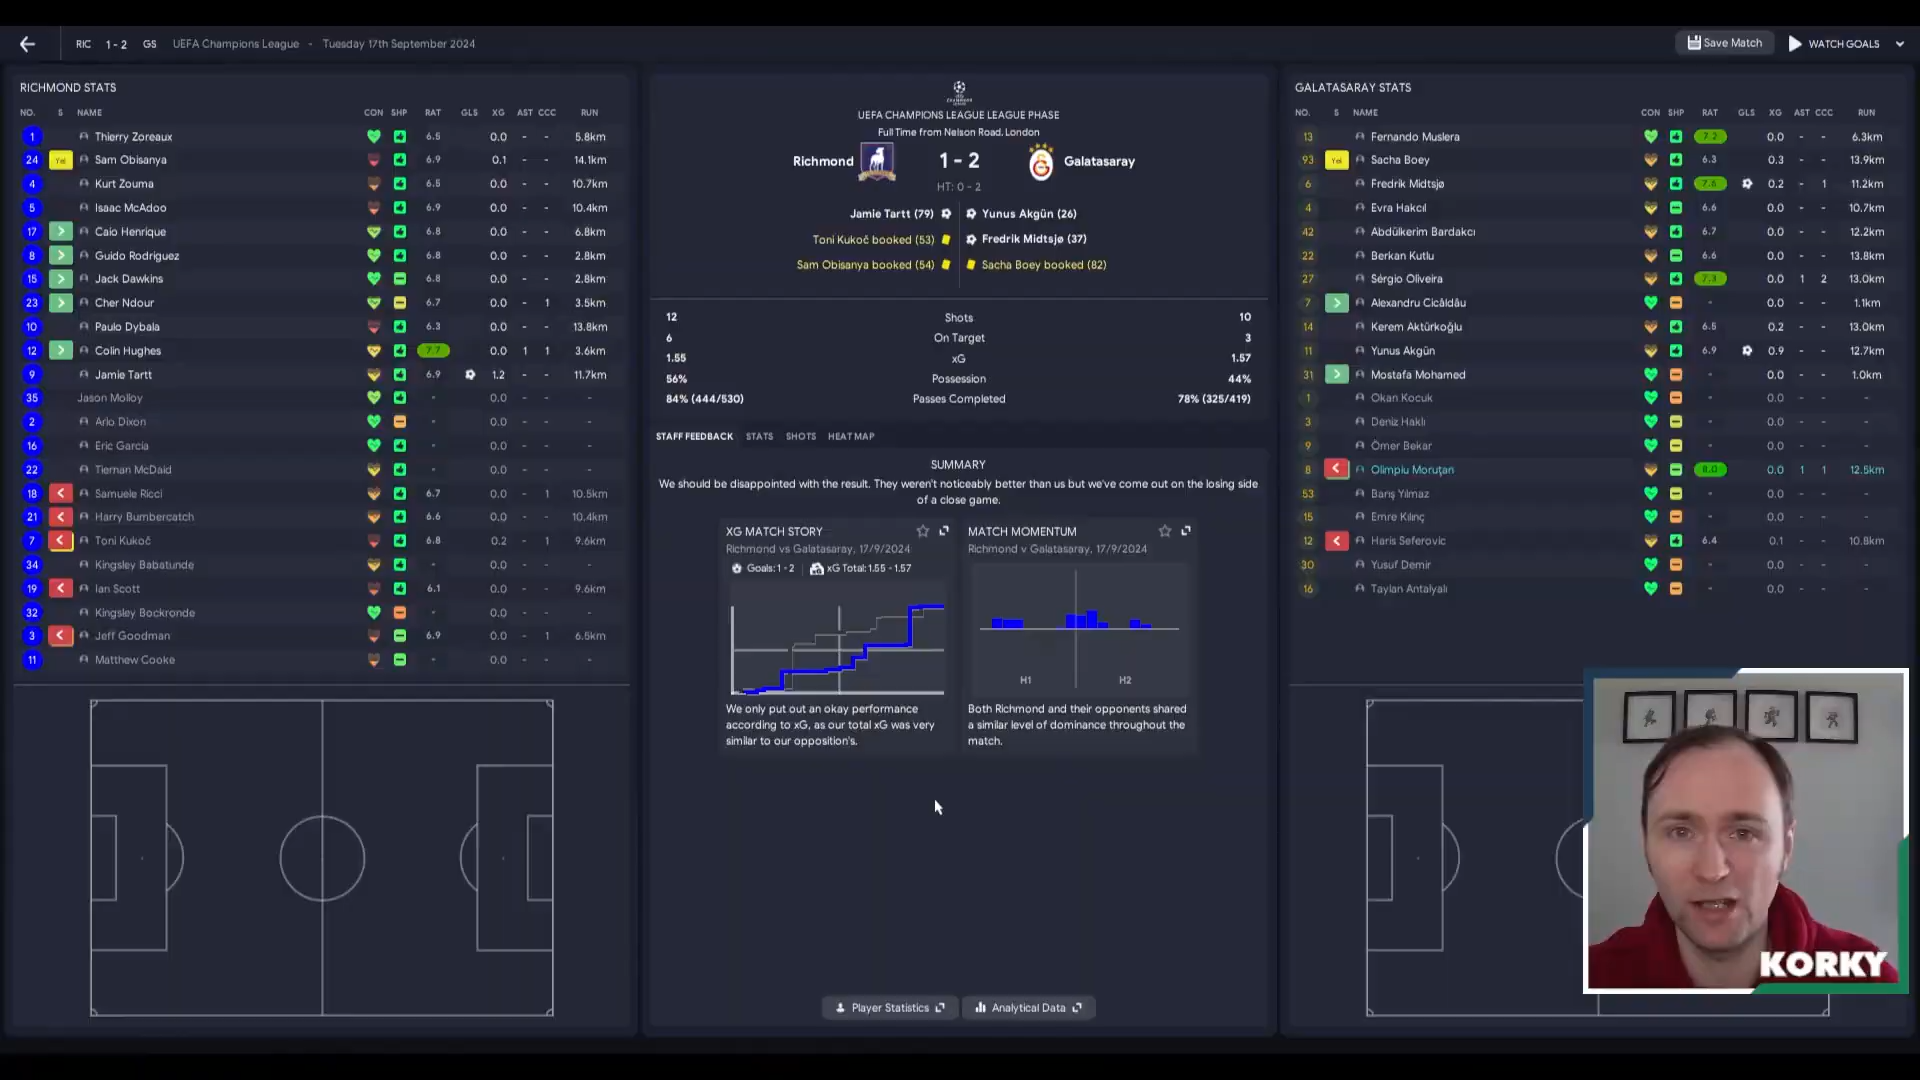 RIC 1 - 2 GS UEFA Champions League - Tuesday 17th September 2024
Save Match WATCH GOALS
RICHMOND STATS
NO. S NAME CON SHP RAT GLS XG AST CCC RUN
1 Thierry Zoreaux 6.5 0.0 - - 5.8km
24 Yel Sam Obisanya 6.9 0.1 - - 14.1km
4 Kurt Zouma 6.5 0.0 - - 10.7km
5 Isaac McAdoo 6.9 0.0 - - 10.4km
17 Caio Henrique 6.8 0.0 - - 6.8km
8 Guido Rodríguez 6.8 0.0 - - 2.8km
15 Jack Dawkins 6.8 0.0 - - 2.8km
23 Cher Ndour 6.7 0.0 - 1 3.5km
10 Paulo Dybala 6.3 0.0 - - 13.8km
12 Colin Hughes 7.7 0.0 1 1 3.6km
9 Jamie Tartt 6.9 1.2 - - 11.7km
35 Jason Molloy - 0.0 - - -
2 Arlo Dixon - 0.0 - - -
16 Eric García - 0.0 - - -
22 Tiernan McDaid - 0.0 - - -
18 Samuele Ricci 6.7 0.0 - 1 10.5km
21 Harry Bumbercatch 6.6 0.0 - - 10.4km
7 Toni Kukoč 6.8 0.2 - 1 9.6km
34 Kingsley Babatunde - 0.0 - - -
19 Ian Scott 6.1 0.0 - - 9.6km
32 Kingsley Bockronde - 0.0 - - -
3 Jeff Goodman 6.9 0.0 - 1 6.5km
11 Matthew Cooke - 0.0 - - -
UEFA CHAMPIONS LEAGUE LEAGUE PHASE
Full Time from Nelson Road, London
Richmond 1 - 2 Galatasaray
HT: 0 - 2
Jamie Tartt (79) Yunus Akgün (26)
Toni Kukoč booked (53) Fredrik Midtsjø (37)
Sam Obisanya booked (54) Sacha Boey booked (82)
12 Shots 10
6 On Target 3
1.55 xG 1.57
56% Possession 44%
84% (444/530) Passes Completed 78% (325/419)
STAFF FEEDBACK STATS SHOTS HEAT MAP
SUMMARY
We should be disappointed with the result. They weren't noticeably better than us but we've come out on the losing side
of a close game.
XG MATCH STORY
Richmond vs Galatasaray, 17/9/2024
Goals: 1 - 2 xG Total: 1.55 - 1.57
We only put out an okay performance
according to xG, as our total xG was very
similar to our opposition's.
MATCH MOMENTUM
Richmond v Galatasaray, 17/9/2024
H1 H2
Both Richmond and their opponents shared
a similar level of dominance throughout the
match.
Player Statistics Analytical Data
GALATASARAY STATS
NO. S NAME CON SHP RAT GLS XG AST CCC RUN
13 Fernando Muslera 7.2 0.0 - - 6.3km
93 Yel Sacha Boey 6.3 0.3 - - 13.9km
6 Fredrik Midtsjø 7.6 0.2 - 1 11.2km
4 Evra Hakcıl 6.6 0.0 - - 10.7km
42 Abdülkerim Bardakcı 6.7 0.0 - - 12.2km
22 Berkan Kutlu 6.6 0.0 - - 13.8km
27 Sérgio Oliveira 7.3 0.0 1 2 13.0km
7 Alexandru Cicâldău - 0.0 - - 1.1km
14 Kerem Aktürkoğlu 6.5 0.2 - - 13.0km
11 Yunus Akgün 6.9 0.9 - - 12.7km
31 Mostafa Mohamed - 0.0 - - 1.0km
1 Okan Kocuk - 0.0 - - -
3 Deniz Haklı - 0.0 - - -
9 Ömer Bekar - 0.0 - - -
8 Olimpiu Moruţan 8.0 0.0 1 1 12.5km
53 Barış Yılmaz - 0.0 - - -
15 Emre Kılınç - 0.0 - - -
12 Haris Seferovic 6.4 0.1 - - 10.8km
30 Yusuf Demir - 0.0 - - -
16 Taylan Antalyalı - 0.0 - - -
KORKY